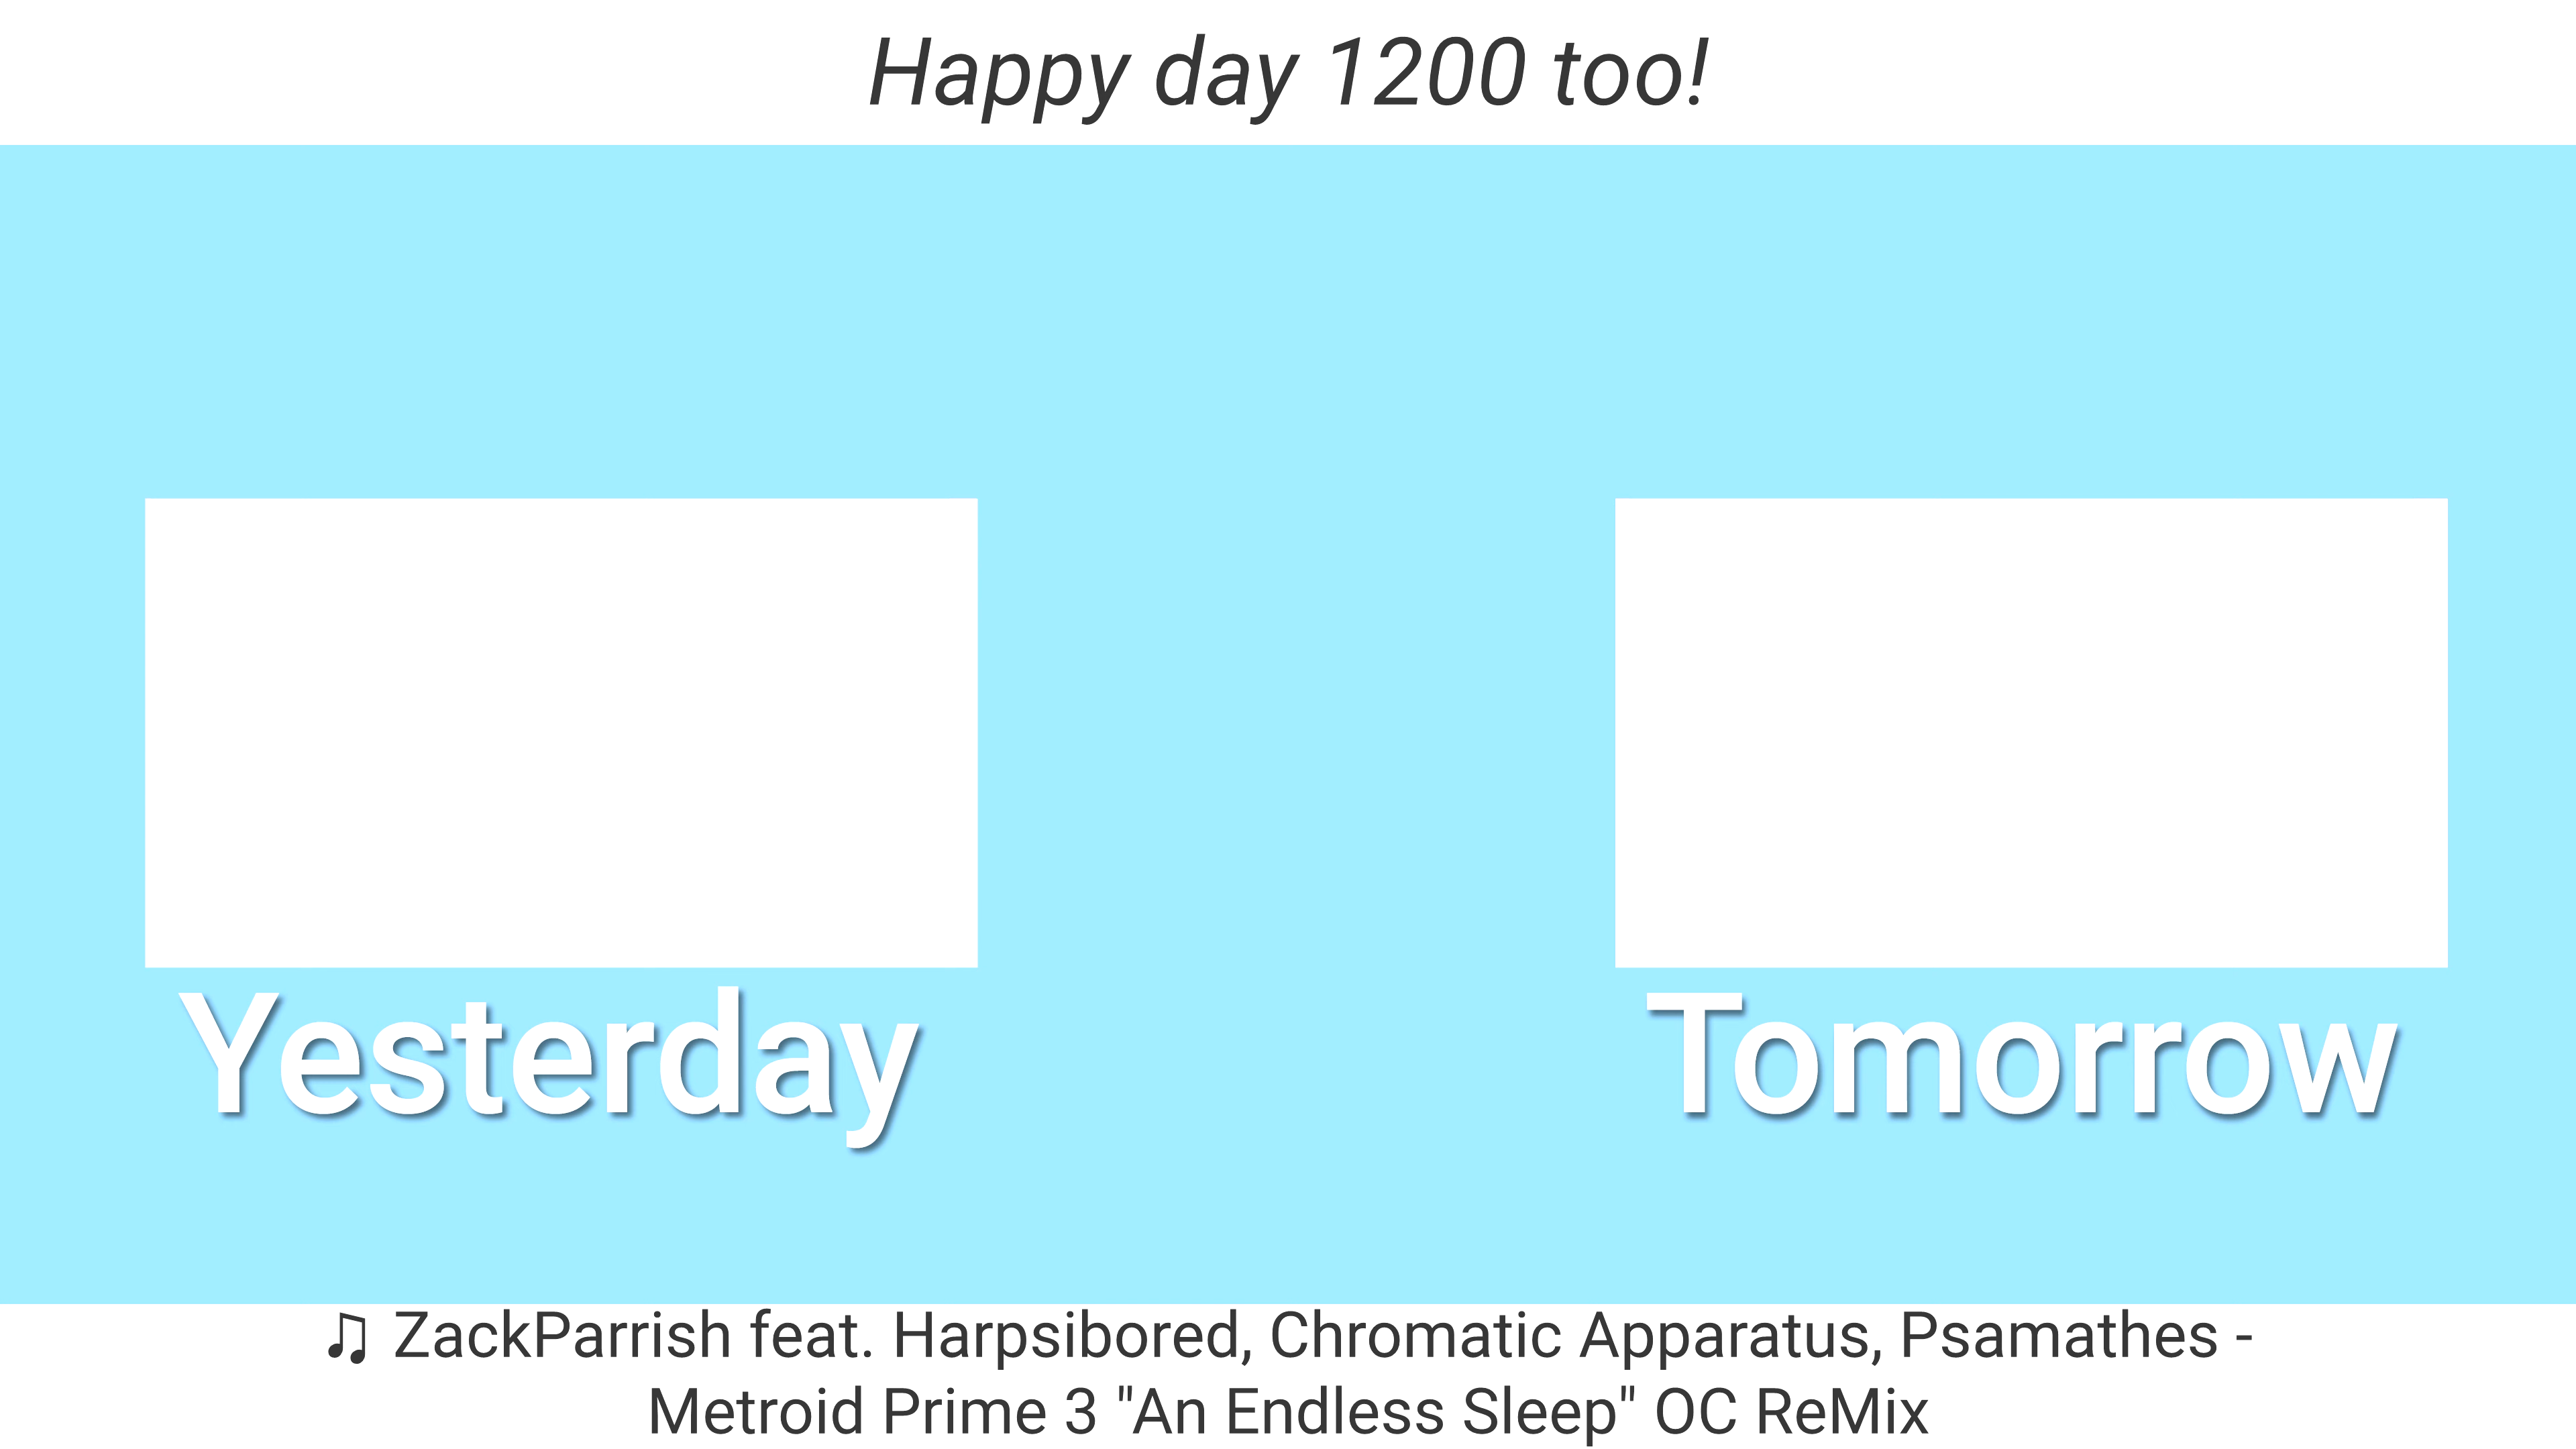 Happy day 1200 too!
Yesterday
Tomorrow
♫ ZackParrish feat. Harpsibored, Chromatic Apparatus, Psamathes -
Metroid Prime 3 "An Endless Sleep" OC ReMix